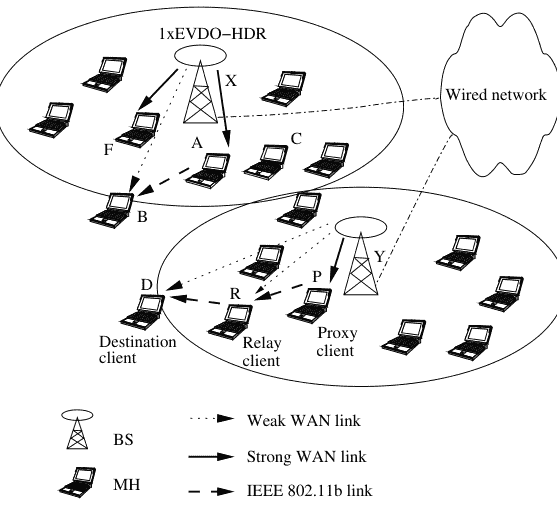 1xEVDO−HDR
X
Wired network
F
A
C
B
Y
D
R
P
Destination
client
Relay
client
Proxy
client
BS
MH
Weak WAN link
Strong WAN link
IEEE 802.11b link